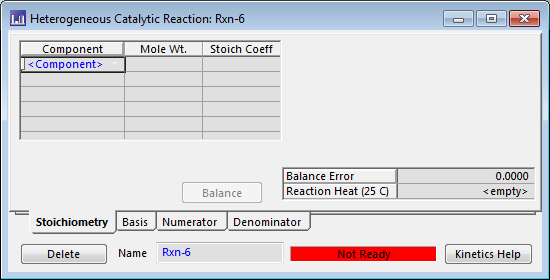 Heterogeneous Catalytic Reaction: Rxn-6
Component Mole Wt. Stoich Coeff
<Component>
Balance Error 0.0000
Balance Reaction Heat (25 C) <empty>
Stoichiometry Basis Numerator Denominator
Delete Name Rxn-6 Not Ready Kinetics Help